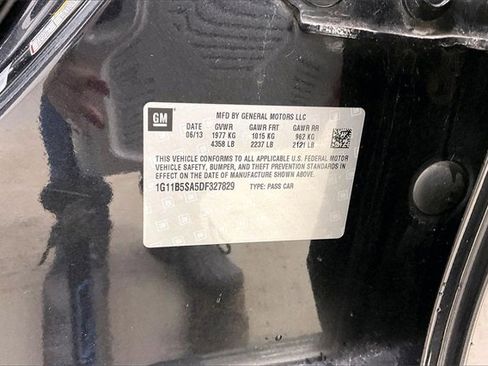 GM
MFD BY GENERAL MOTORS LLC
DATE GVWR GAWR FRT GAWR RR
06/13 1977 KG 1015 KG 962 KG
4358 LB 2237 LB 2121 LB
THIS VEHICLE CONFORMS TO ALL APPLICABLE U.S. FEDERAL MOTOR
VEHICLE SAFETY, BUMPER, AND THEFT PREVENTION STANDARDS IN
EFFECT ON THE DATE OF MANUFACTURE SHOWN ABOVE.
1G11B5SA5DF327829 TYPE: PASS CAR